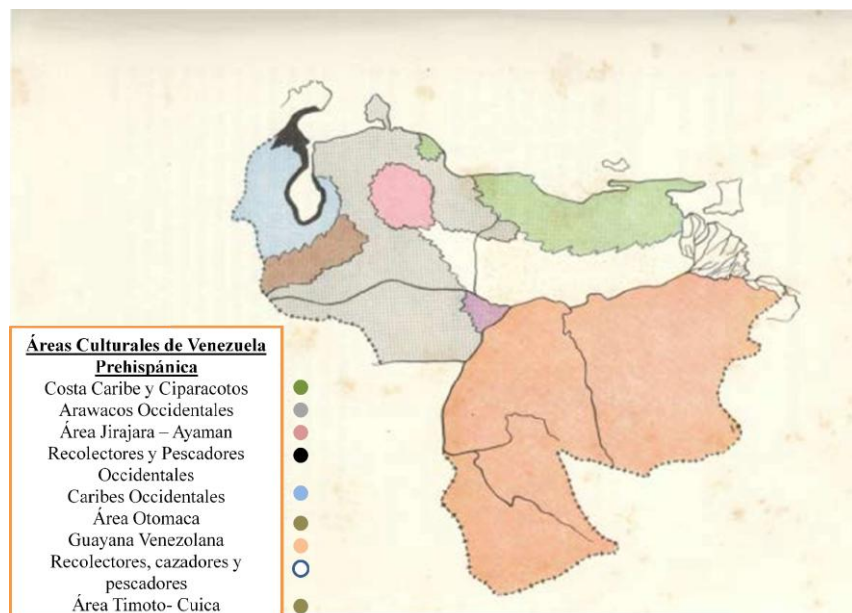 Áreas Culturales de Venezuela
Prehispánica
Costa Caribe y Ciparacotos
Arawacos Occidentales
Área Jirajara – Ayaman
Recolectores y Pescadores
Occidentales
Caribes Occidentales
Área Otomaca
Guayana Venezolana
Recolectores, cazadores y
pescadores
Área Timoto- Cuica